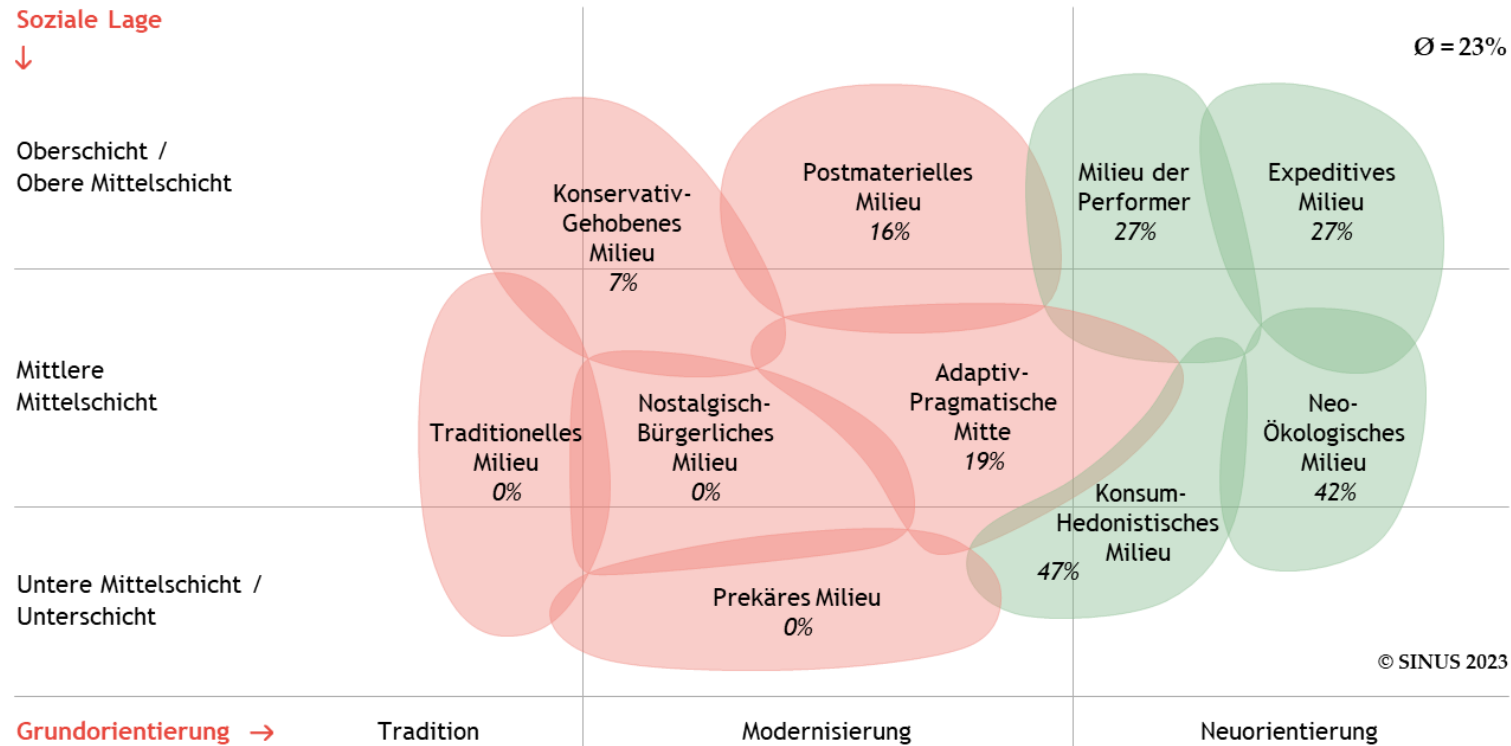 Soziale Lage
↓
Ø = 23%
Oberschicht /
Obere Mittelschicht
Konservativ-
Gehobenes
Milieu
7%
Postmaterielles
Milieu
16%
Milieu der
Performer
27%
Expeditives
Milieu
27%
Mittlere
Mittelschicht
Traditionelles
Milieu
0%
Nostalgisch-
Bürgerliches
Milieu
0%
Adaptiv-
Pragmatische
Mitte
19%
Neo-
Ökologisches
Milieu
42%
Konsum-
Hedonistisches
Milieu
47%
Untere Mittelschicht /
Unterschicht
Prekäres Milieu
0%
© SINUS 2023
Grundorientierung →
Tradition
Modernisierung
Neuorientierung